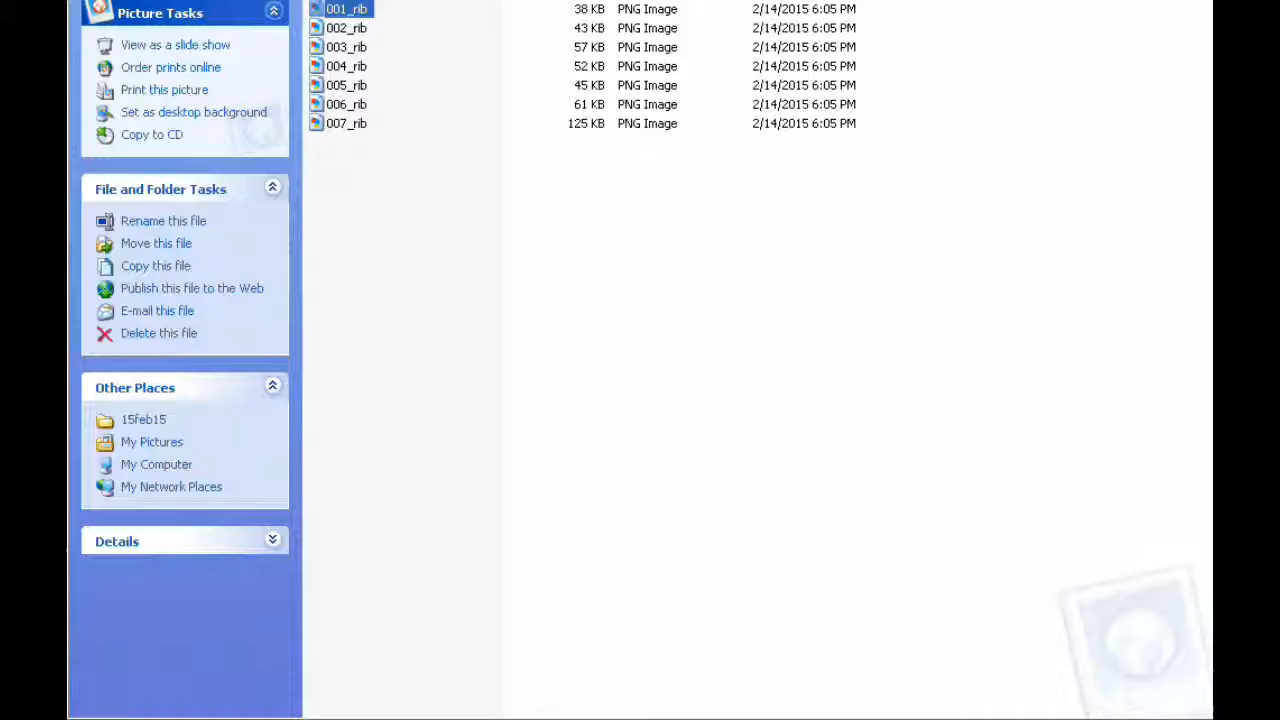 Picture Tasks
View as a slide show
Order prints online
Print this picture
Set as desktop background
Copy to CD
File and Folder Tasks
Rename this file
Move this file
Copy this file
Publish this file to the Web
E-mail this file
Delete this file
Other Places
15feb15
My Pictures
My Computer
My Network Places
Details
001_rib 38 KB PNG Image 2/14/2015 6:05 PM
002_rib 43 KB PNG Image 2/14/2015 6:05 PM
003_rib 57 KB PNG Image 2/14/2015 6:05 PM
004_rib 52 KB PNG Image 2/14/2015 6:05 PM
005_rib 45 KB PNG Image 2/14/2015 6:05 PM
006_rib 61 KB PNG Image 2/14/2015 6:05 PM
007_rib 125 KB PNG Image 2/14/2015 6:05 PM